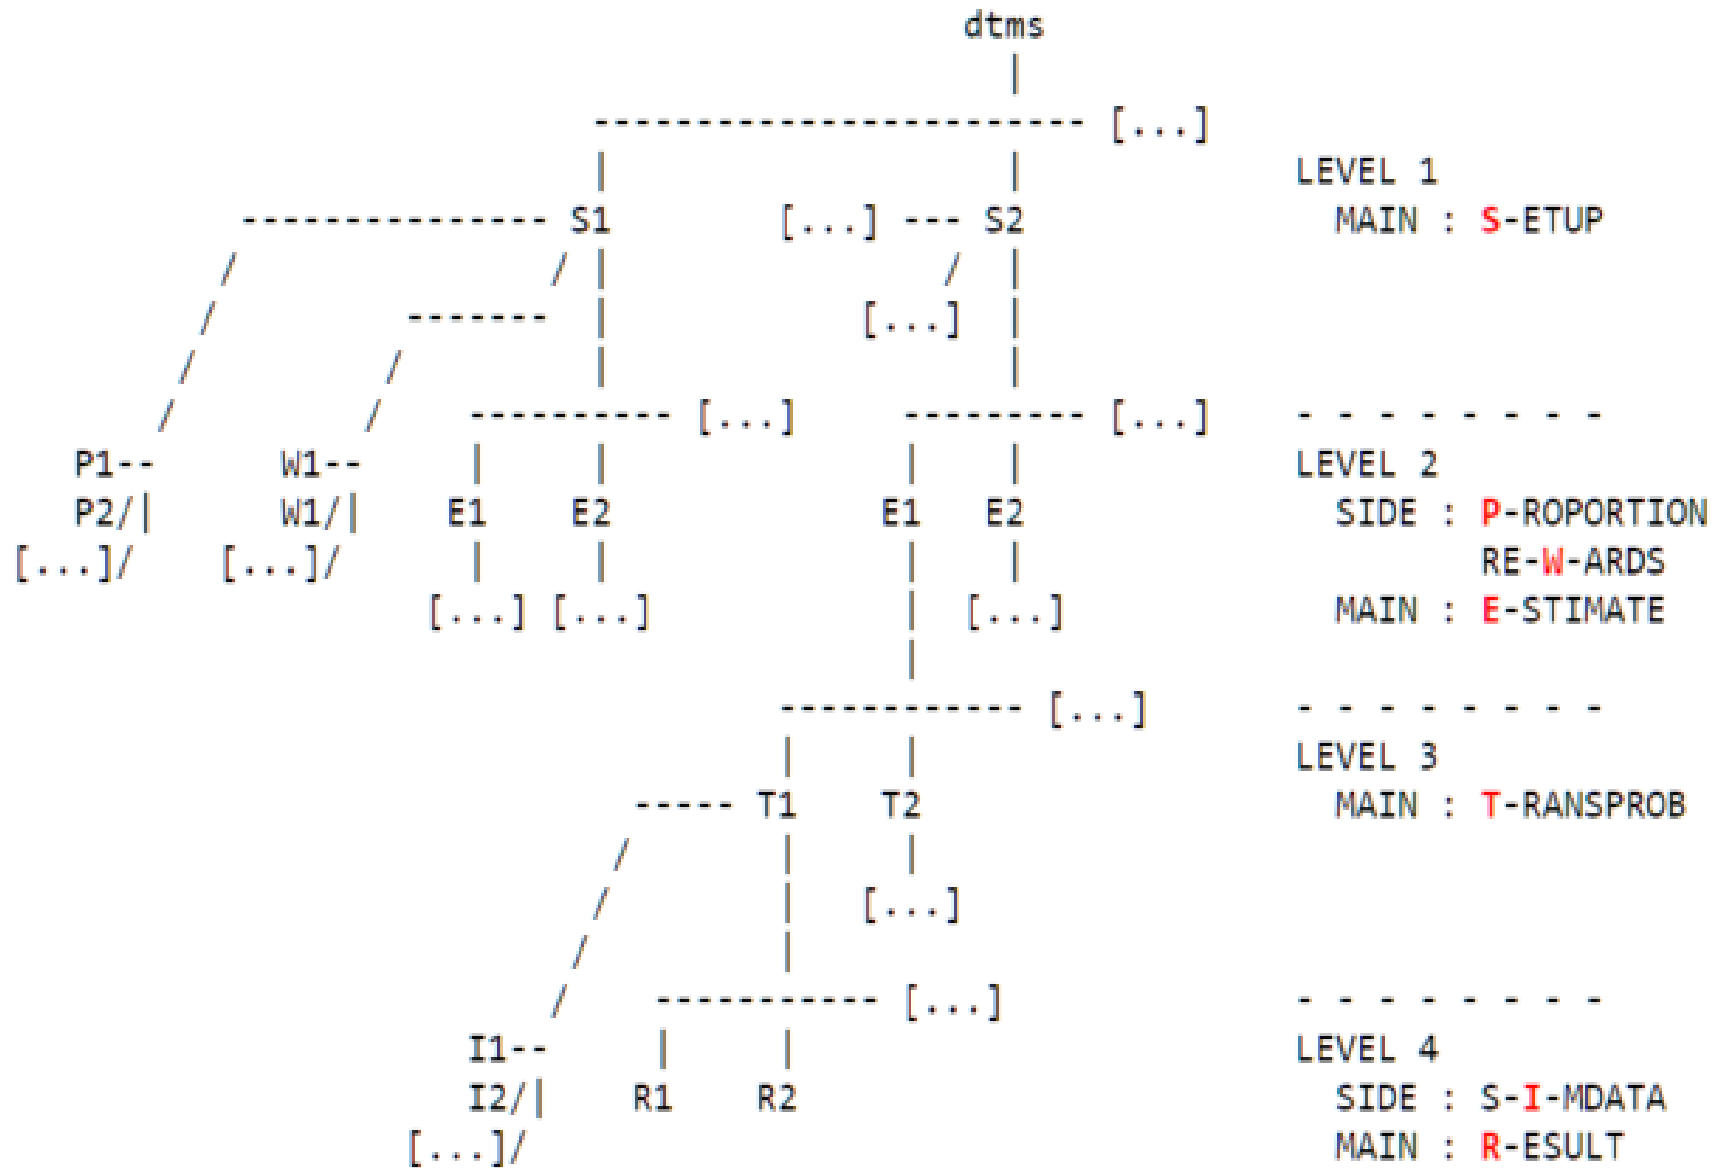 dtms
|
------------------------ [...]
| | LEVEL 1
--------------- S1 [...] --- S2 MAIN : S-ETUP
/ / | / |
/ ------- | [...] |
/ / | |
/ / ---------- [...] --------- [...] - - - - - - - -
P1-- W1-- | | | | LEVEL 2
P2/| W1/| E1 E2 E1 E2 SIDE : P-ROPORTION
[...]/ [...]/ | | | | RE-W-ARDS
[...] [...] | [...] MAIN : E-STIMATE
|
------------ [...] - - - - - - - -
| | LEVEL 3
----- T1 T2 MAIN : T-RANSPROB
/ | |
/ | [...]
/ |
/ ----------- [...] - - - - - - - -
I1-- | | LEVEL 4
I2/| R1 R2 SIDE : S-I-MDATA
[...]/ MAIN : R-ESULT